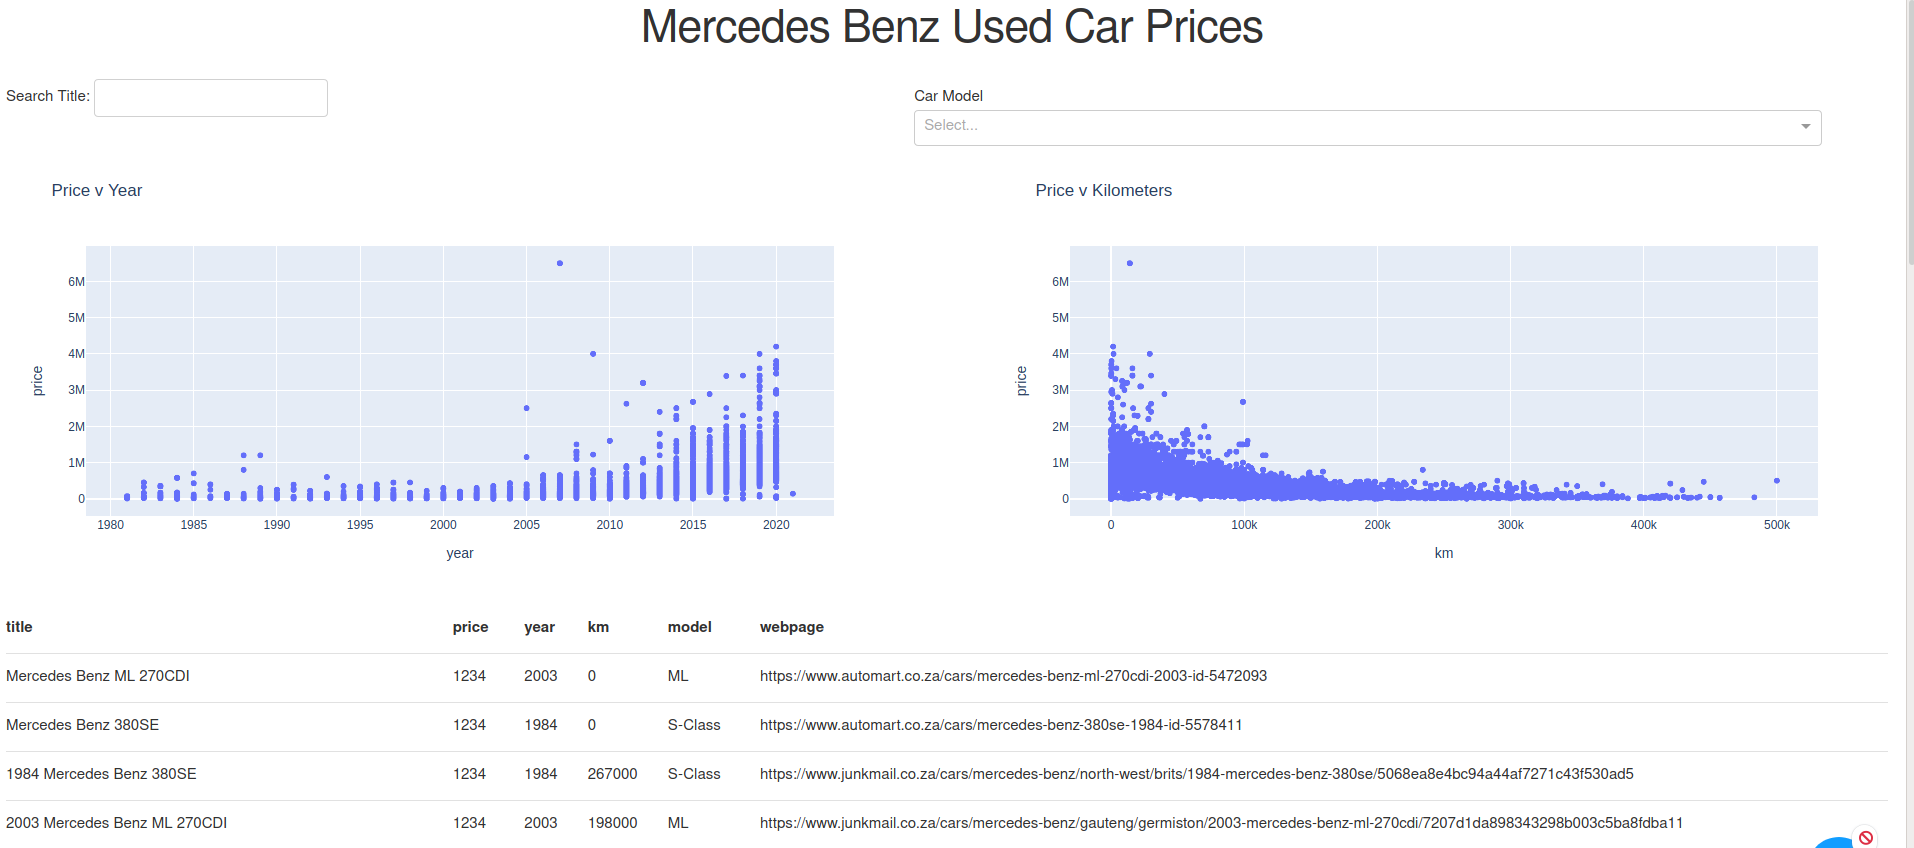 Mercedes Benz Used Car Prices
Search Title:
Car Model
Select...
Price v Year
6M
5M
4M
3M
2M
1M
0
price
1980 1985 1990 1995 2000 2005 2010 2015 2020
year
Price v Kilometers
6M
5M
4M
3M
2M
1M
0
price
0 100k 200k 300k 400k 500k
km
title price year km model webpage
Mercedes Benz ML 270CDI 1234 2003 0 ML https://www.automart.co.za/cars/mercedes-benz-ml-270cdi-2003-id-5472093
Mercedes Benz 380SE 1234 1984 0 S-Class https://www.automart.co.za/cars/mercedes-benz-380se-1984-id-5578411
1984 Mercedes Benz 380SE 1234 1984 267000 S-Class https://www.junkmail.co.za/cars/mercedes-benz/north-west/brits/1984-mercedes-benz-380se/5068ea8e4bc94a44af7271c43f530ad5
2003 Mercedes Benz ML 270CDI 1234 2003 198000 ML https://www.junkmail.co.za/cars/mercedes-benz/gauteng/germiston/2003-mercedes-benz-ml-270cdi/7207d1da898343298b003c5ba8fdba11